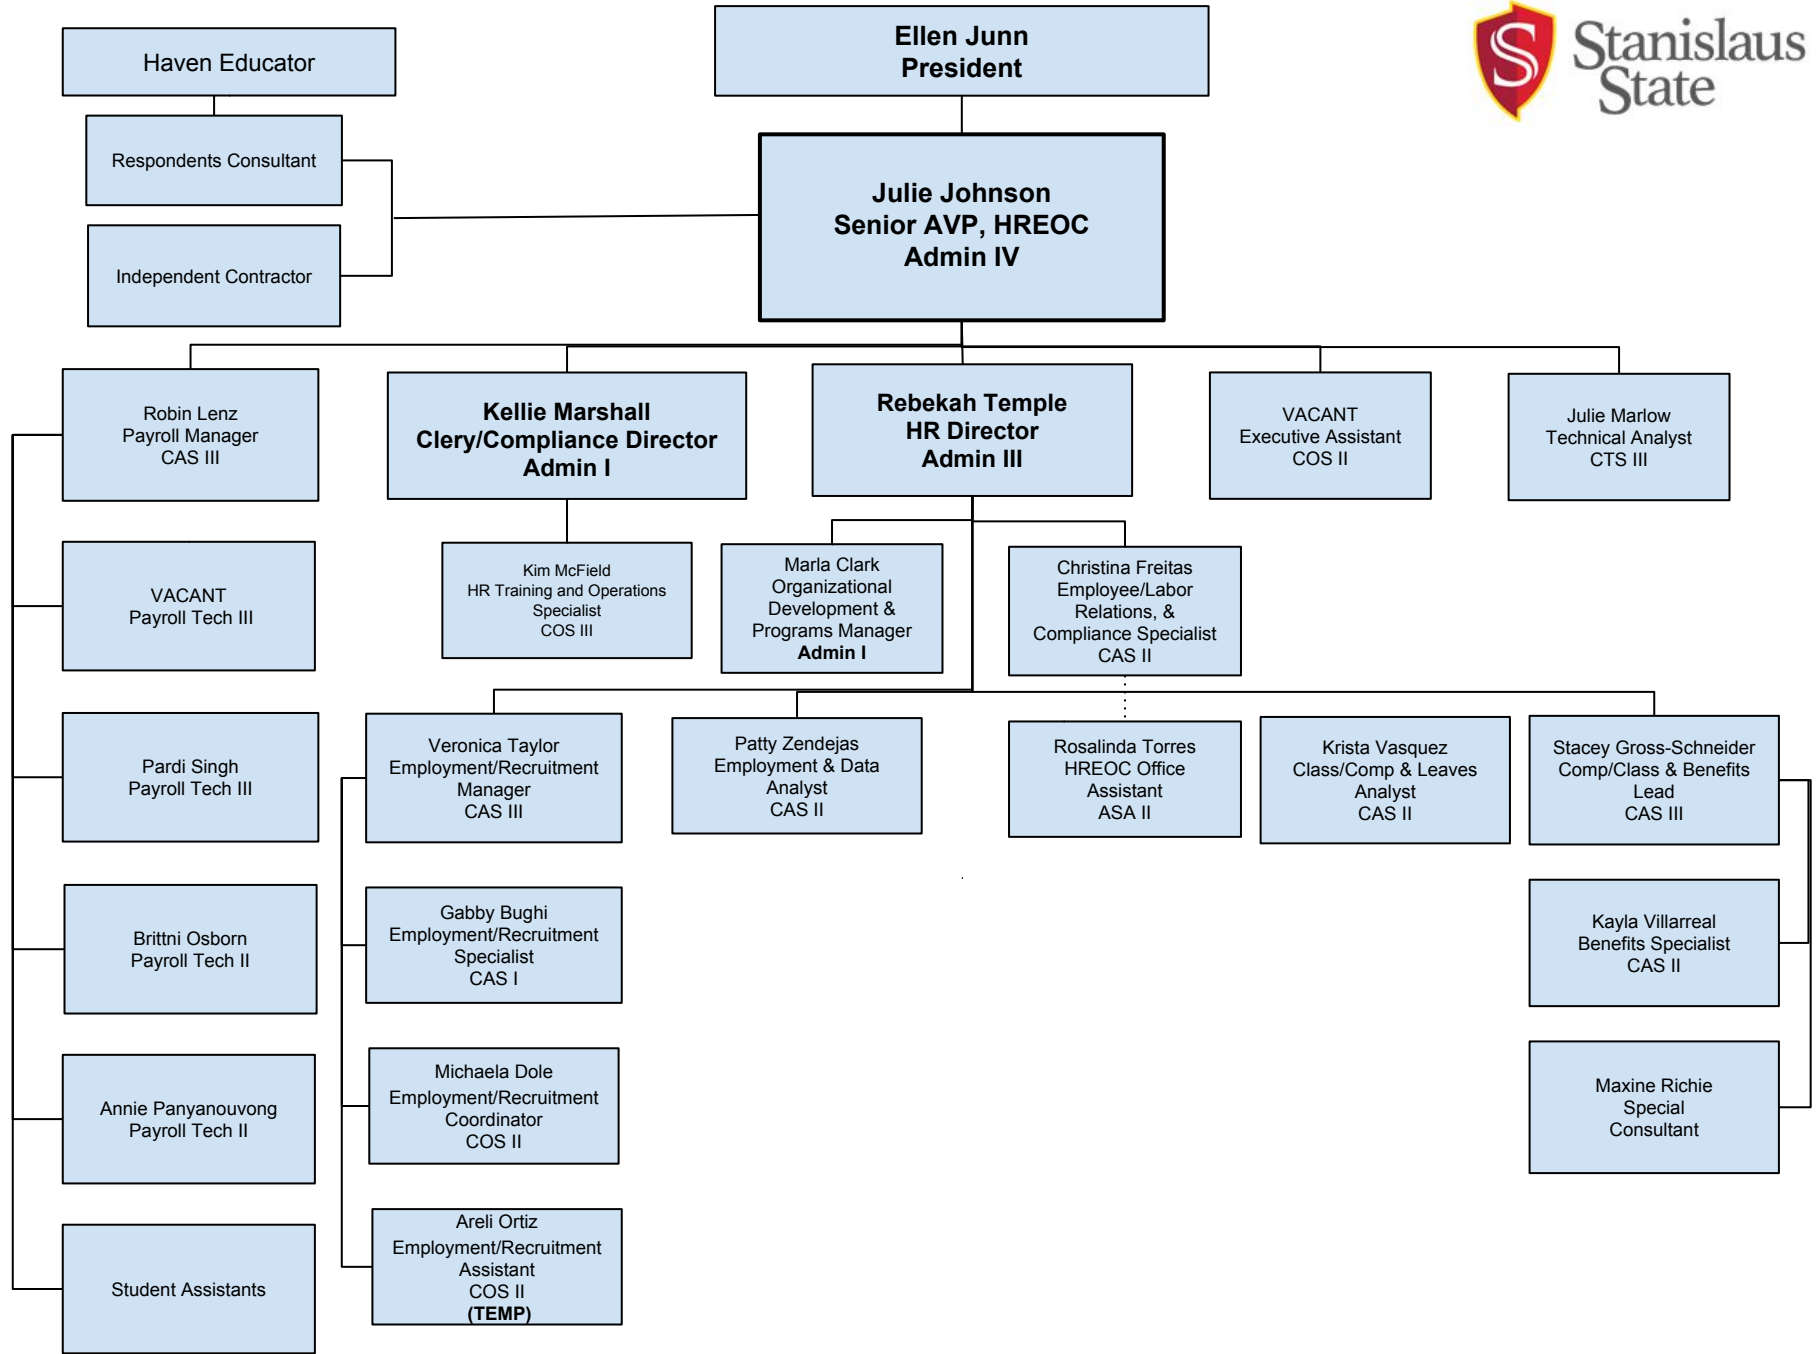 Haven Educator
Ellen Junn
President
S
Stanislaus
State
Respondents Consultant
Independent Contractor
Julie Johnson
Senior AVP, HREOC
Admin IV
Robin Lenz
Payroll Manager
CAS III
Kellie Marshall
Clery/Compliance Director
Admin I
Rebekah Temple
HR Director
Admin III
VACANT
Executive Assistant
COS II
Julie Marlow
Technical Analyst
CTS III
VACANT
Payroll Tech III
Kim McField
HR Training and Operations
Specialist
COS III
Marla Clark
Organizational
Development &
Programs Manager
Admin I
Christina Freitas
Employee/Labor
Relations, &
Compliance Specialist
CAS II
Pardi Singh
Payroll Tech III
Veronica Taylor
Employment/Recruitment
Manager
CAS III
Patty Zendejas
Employment & Data
Analyst
CAS II
Rosalinda Torres
HREOC Office
Assistant
ASA II
Krista Vasquez
Class/Comp & Leaves
Analyst
CAS II
Stacey Gross-Schneider
Comp/Class & Benefits
Lead
CAS III
Brittni Osborn
Payroll Tech II
Gabby Bughi
Employment/Recruitment
Specialist
CAS I
Kayla Villarreal
Benefits Specialist
CAS II
Annie Panyanouvong
Payroll Tech II
Michaela Dole
Employment/Recruitment
Coordinator
COS II
Maxine Richie
Special
Consultant
Student Assistants
Areli Ortiz
Employment/Recruitment
Assistant
COS II
(TEMP)